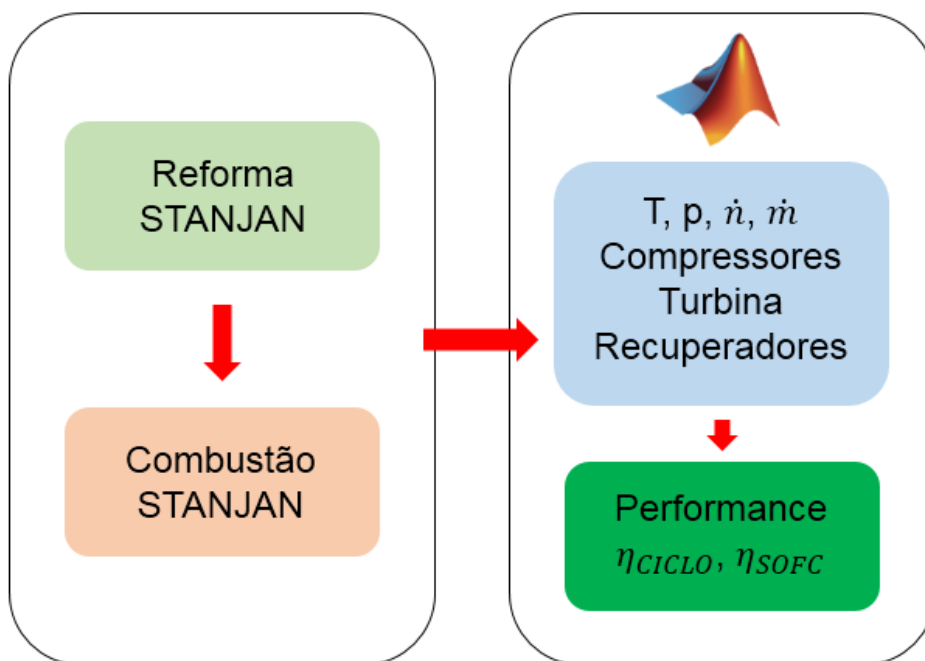 Reforma
STANJAN
Combustão
STANJAN
T, p, ṅ, ṁ
Compressores
Turbina
Recuperadores
Performance
η_CICLO, η_SOFC